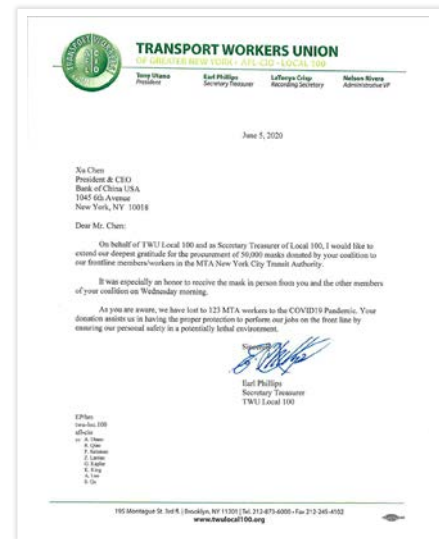 TRANSPORT WORKERS UNION
OF GREATER NEW YORK · AFL-CIO · LOCAL 100
Tony Utano
President
Earl Phillips
Secretary Treasurer
LaTonya Crisp
Recording Secretary
Nelson Rivera
Administrative VP
June 5, 2020
Xu Chen
President & CEO
Bank of China USA
1045 6th Avenue
New York, NY 10018
Dear Mr. Chen:
On behalf of TWU Local 100 and as Secretary Treasurer of Local 100, I would like to
extend our deepest gratitude for the procurement of 50,000 masks donated by your coalition to
our frontline members/workers in the MTA New York City Transit Authority.
It was especially an honor to receive the mask in person from you and the other members
of your coalition on Wednesday morning.
As you are aware, we have lost to 123 MTA workers to the COVID19 Pandemic. Your
donation assists us in having the proper protection to perform our jobs on the front line by
ensuring our personal safety in a potentially lethal environment.
Earl Phillips
Secretary Treasurer
TWU Local 100
twu-loc.100
afl-cio
195 Montague St. 3rd fl. | Brooklyn, NY 11201 | Tel. 212-873-6000 · Fax 212-245-4102
www.twulocal100.org